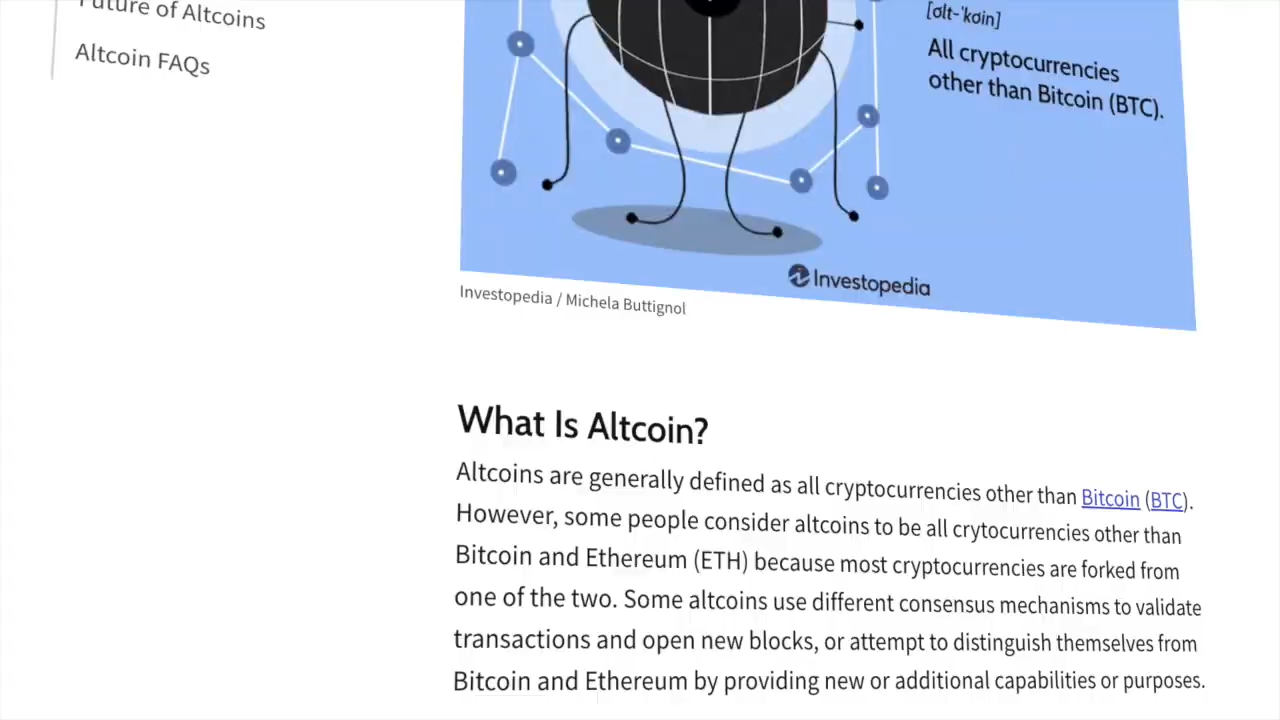 Future of Altcoins
Altcoin FAQs
[ɑlt-ˈkɔin]
All cryptocurrencies
other than Bitcoin (BTC).
Investopedia
Investopedia / Michela Buttignol
What Is Altcoin?
Altcoins are generally defined as all cryptocurrencies other than Bitcoin (BTC).
However, some people consider altcoins to be all crytocurrencies other than
Bitcoin and Ethereum (ETH) because most cryptocurrencies are forked from
one of the two. Some altcoins use different consensus mechanisms to validate
transactions and open new blocks, or attempt to distinguish themselves from
Bitcoin and Ethereum by providing new or additional capabilities or purposes.